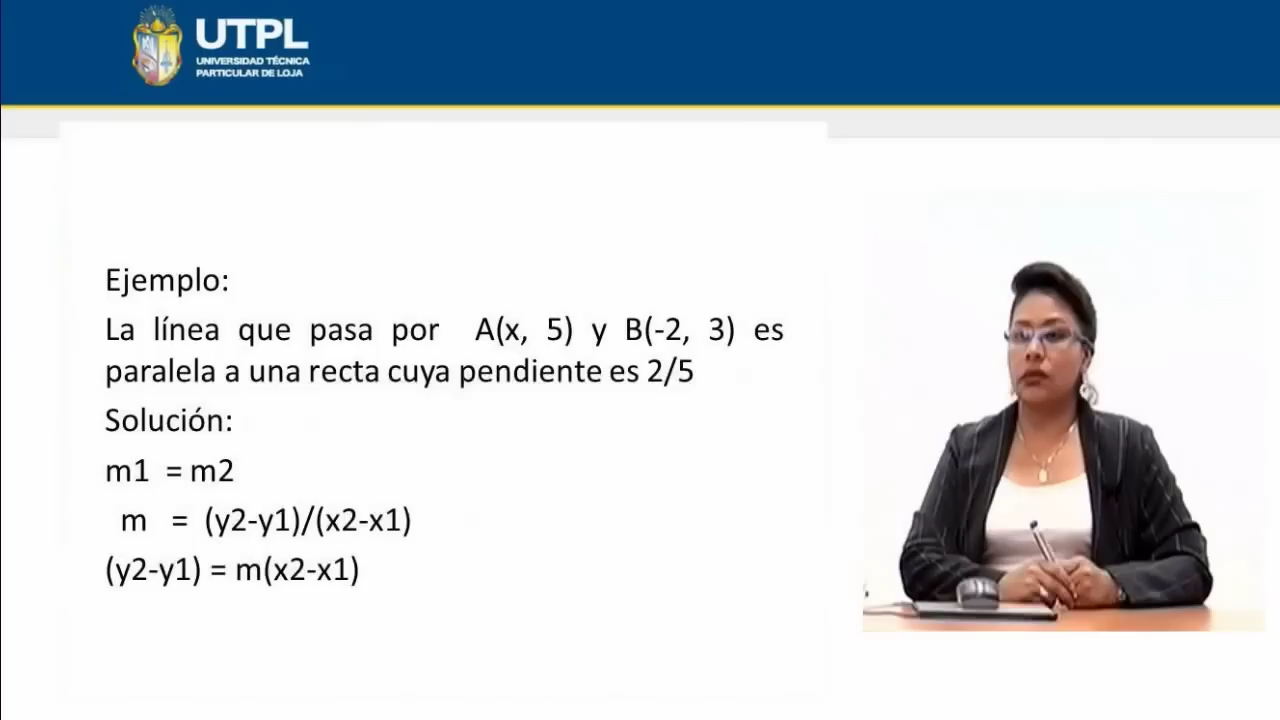 UTPL
UNIVERSIDAD TÉCNICA
PARTICULAR DE LOJA
Ejemplo:
La línea que pasa por A(x, 5) y B(-2, 3) es
paralela a una recta cuya pendiente es 2/5
Solución:
m1 = m2
m = (y2-y1)/(x2-x1)
(y2-y1) = m(x2-x1)